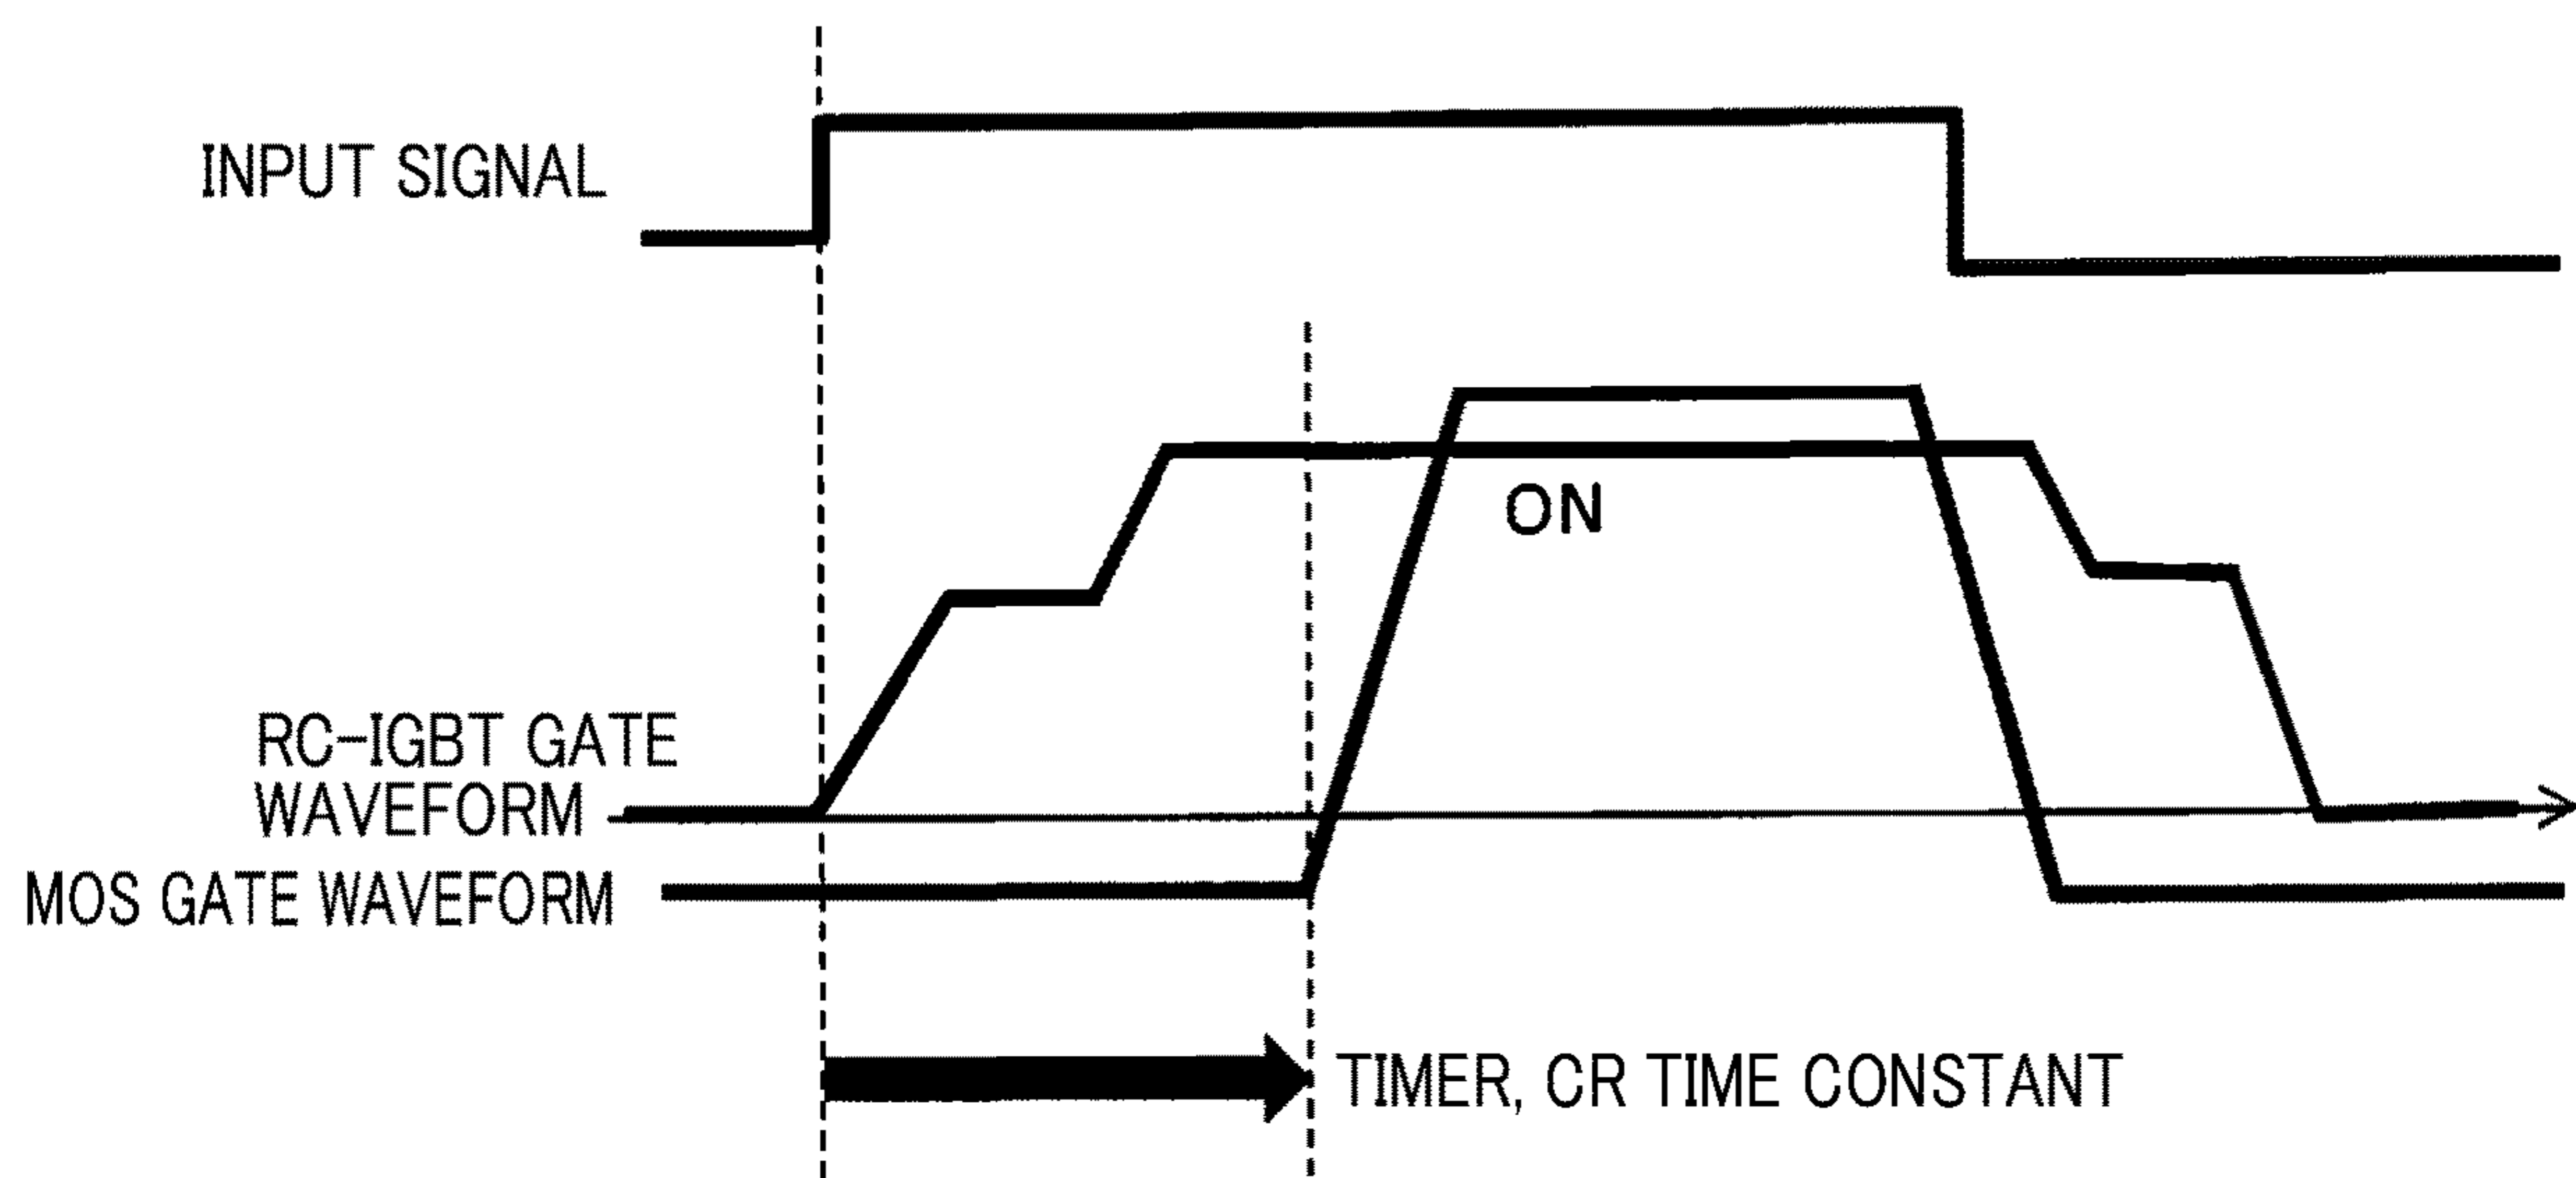 INPUT SIGNAL
ON
RC-IGBT GATE
WAVEFORM
MOS GATE WAVEFORM
TIMER, CR TIME CONSTANT